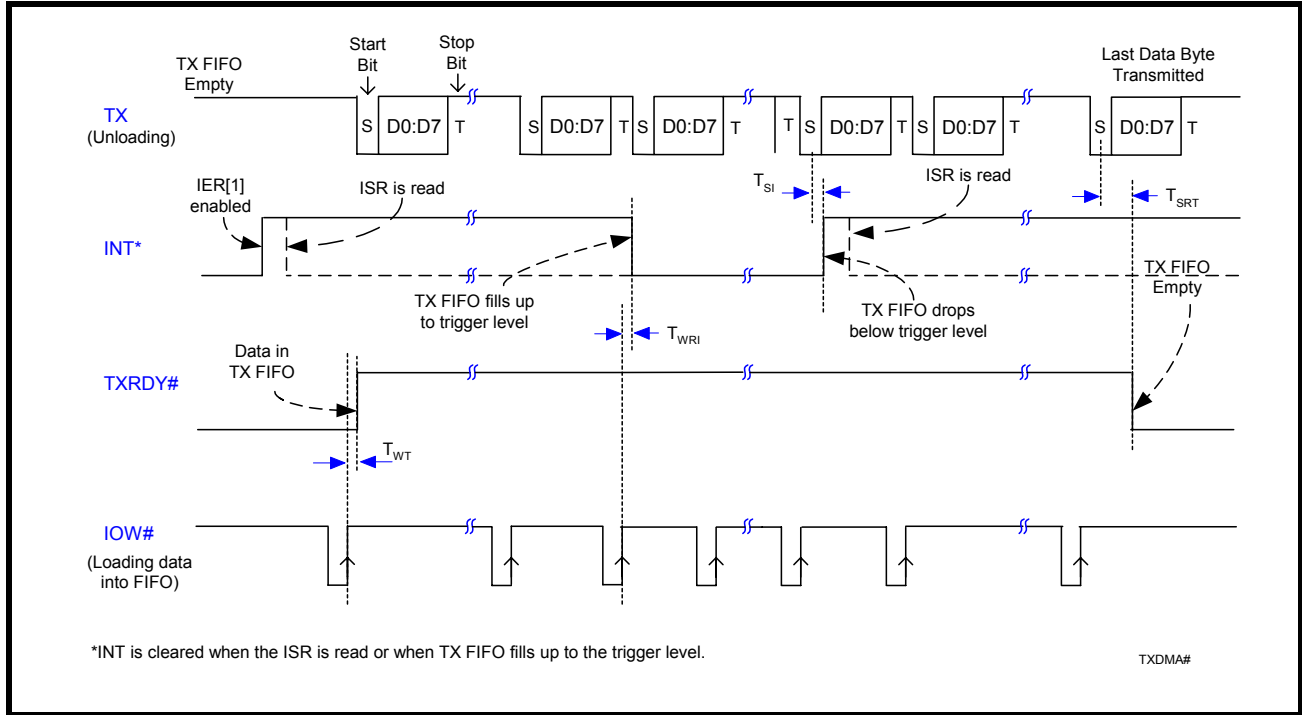 Start
Bit
Stop
Bit
TX FIFO
Empty
Last Data Byte
Transmitted
TX
(Unloading)
S D0:D7 T S D0:D7 T S D0:D7 T T S D0:D7 T S D0:D7 T S D0:D7 T
IER[1]
enabled
ISR is read
TSI
ISR is read
TSRT
INT*
TX FIFO fills up
to trigger level
TX FIFO drops
below trigger level
TX FIFO
Empty
TWRI
Data in
TX FIFO
TXRDY#
TWT
IOW#
(Loading data
into FIFO)
*INT is cleared when the ISR is read or when TX FIFO fills up to the trigger level.
TXDMA#